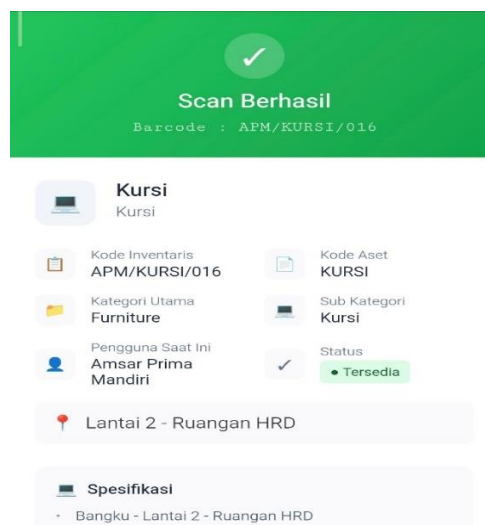 Scan Berhasil
Barcode : APM/KURSI/016
Kursi
Kursi
Kode Inventaris
APM/KURSI/016
Kode Aset
KURSI
Kategori Utama
Furniture
Sub Kategori
Kursi
Pengguna Saat Ini
Amsar Prima
Mandiri
Status
• Tersedia
Lantai 2 - Ruangan HRD
Spesifikasi
• Bangku - Lantai 2 - Ruangan HRD